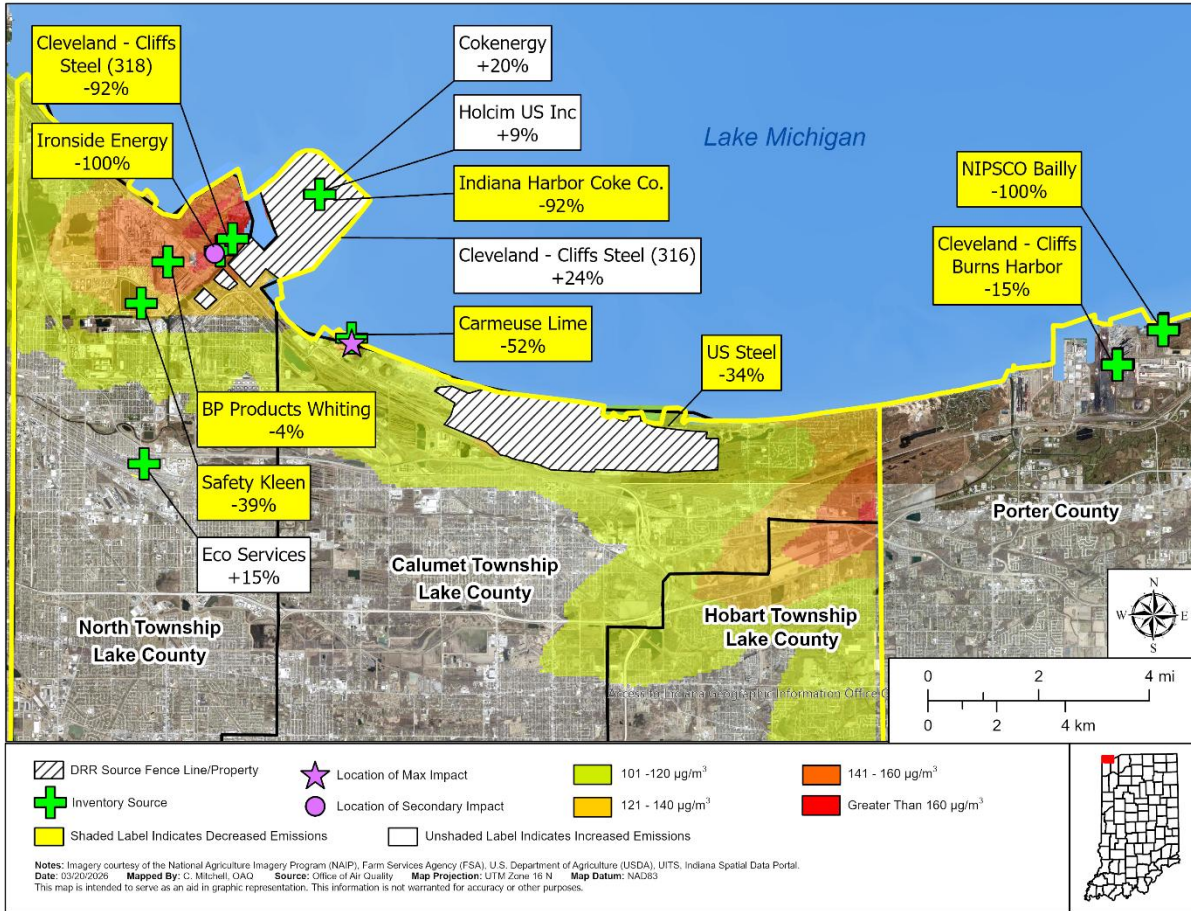 Cleveland - Cliffs
Steel (318)
-92%
Cokenergy
+20%
Holcim US Inc
+9%
Ironside Energy
-100%
Indiana Harbor Coke Co.
-92%
Cleveland - Cliffs Steel (316)
+24%
Carmeuse Lime
-52%
Lake Michigan
NIPSCO Bailly
-100%
Cleveland - Cliffs
Burns Harbor
-15%
US Steel
-34%
BP Products Whiting
-4%
Safety Kleen
-39%
Eco Services
+15%
North Township
Lake County
Calumet Township
Lake County
Hobart Township
Lake County
Porter County
Access to Indiana Geographic Information Office
N
W E
S
0 2 4 mi
0 2 4 km
DRR Source Fence Line/Property
Location of Max Impact
101 -120 µg/m³
141 - 160 µg/m³
Inventory Source
Location of Secondary Impact
121 - 140 µg/m³
Greater Than 160 µg/m³
Shaded Label Indicates Decreased Emissions
Unshaded Label Indicates Increased Emissions
Notes: Imagery courtesy of the National Agriculture Imagery Program (NAIP), Farm Services Agency (FSA), U.S. Department of Agriculture (USDA), UITS, Indiana Spatial Data Portal.
Date: 03/20/2026 Mapped By: C. Mitchell, OAQ Source: Office of Air Quality Map Projection: UTM Zone 16 N Map Datum: NAD83
This map is intended to serve as an aid in graphic representation. This information is not warranted for accuracy or other purposes.